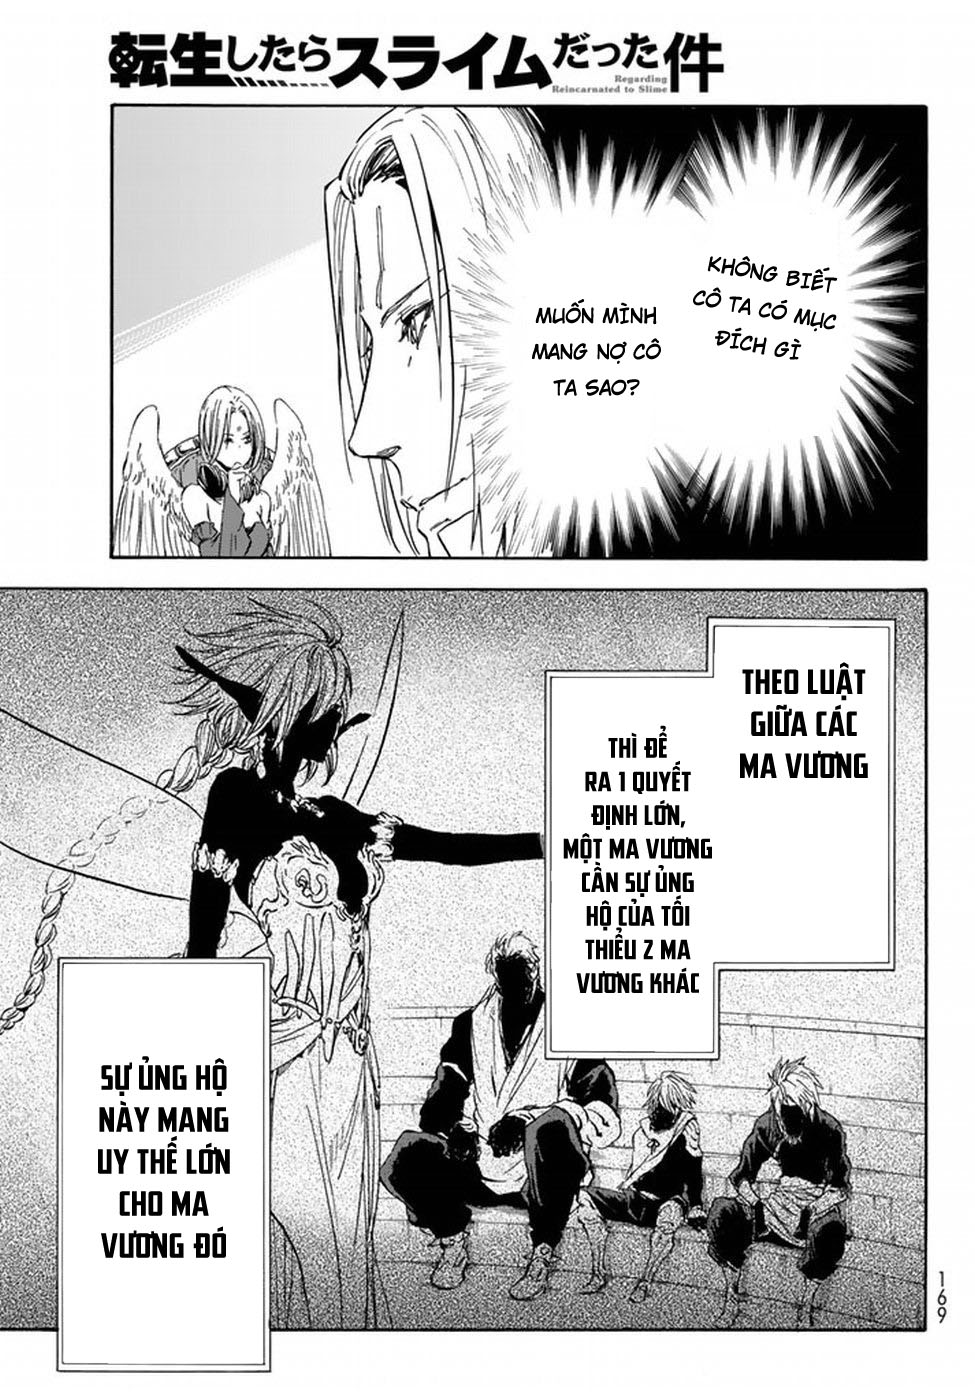 転生したらスライムだった件
Regarding
Reincarnated to Slime
KHÔNG BIẾT
CÔ TA CÓ MỤC
ĐÍCH GÌ
MUỐN MÌNH
MANG NỢ CÔ
TA SAO?
THEO LUẬT
GIỮA CÁC
MA VƯƠNG
THÌ ĐỂ
RA 1 QUYẾT
ĐỊNH LỚN,
MỘT MA VƯƠNG
CẦN SỰ ỦNG
HỘ CỦA TỐI
THIỂU 2 MA
VƯƠNG KHÁC
SỰ ỦNG HỘ
NÀY MANG
UY THẾ LỚN
CHO MA
VƯƠNG ĐÓ
169